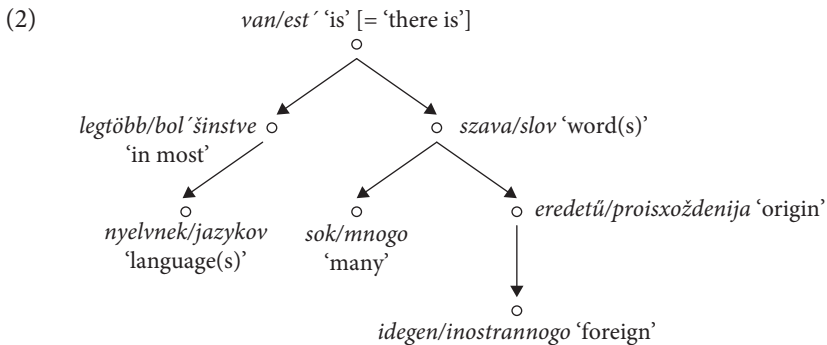 (2)
van/est´ ‘is’ [= ‘there is’]
legtöbb/bol´šinstve
‘in most’
szava/slov ‘word(s)’
nyelvnek/jazykov
‘language(s)’
sok/mnogo
‘many’
eredetű/proisxoždenija ‘origin’
idegen/inostrannogo ‘foreign’